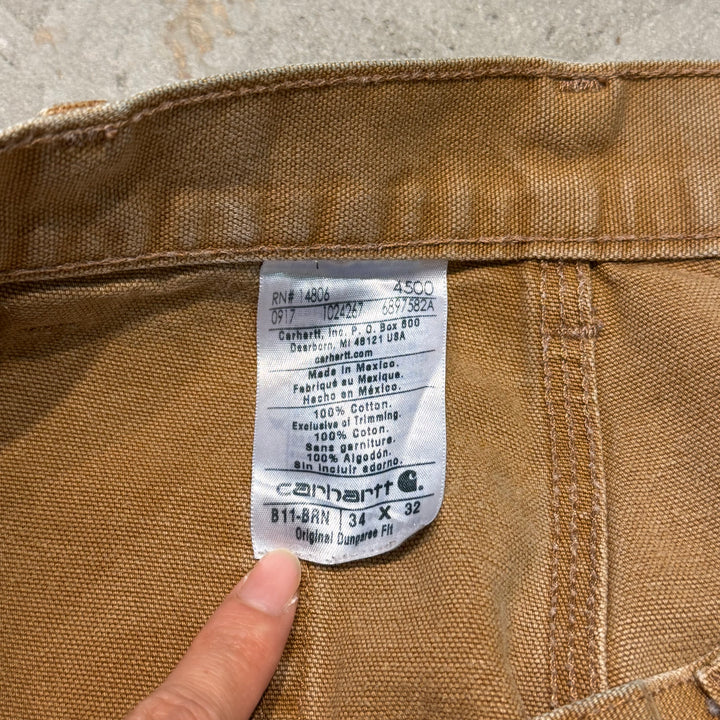 RN# 14806 4500
0917 1024267 6897582A
Carhartt, Inc. P. O. Box 600
Dearborn, MI 48121 USA
carhartt.com
Made in Mexico.
Fabriqué au Mexique.
Hecho en México.
100% Cotton.
Exclusive of Trimming.
100% Coton.
Sans garniture.
100% Algodón.
Sin incluir adorno.
carhartt
B11-BRN 34 X 32
Original Dungaree Fit